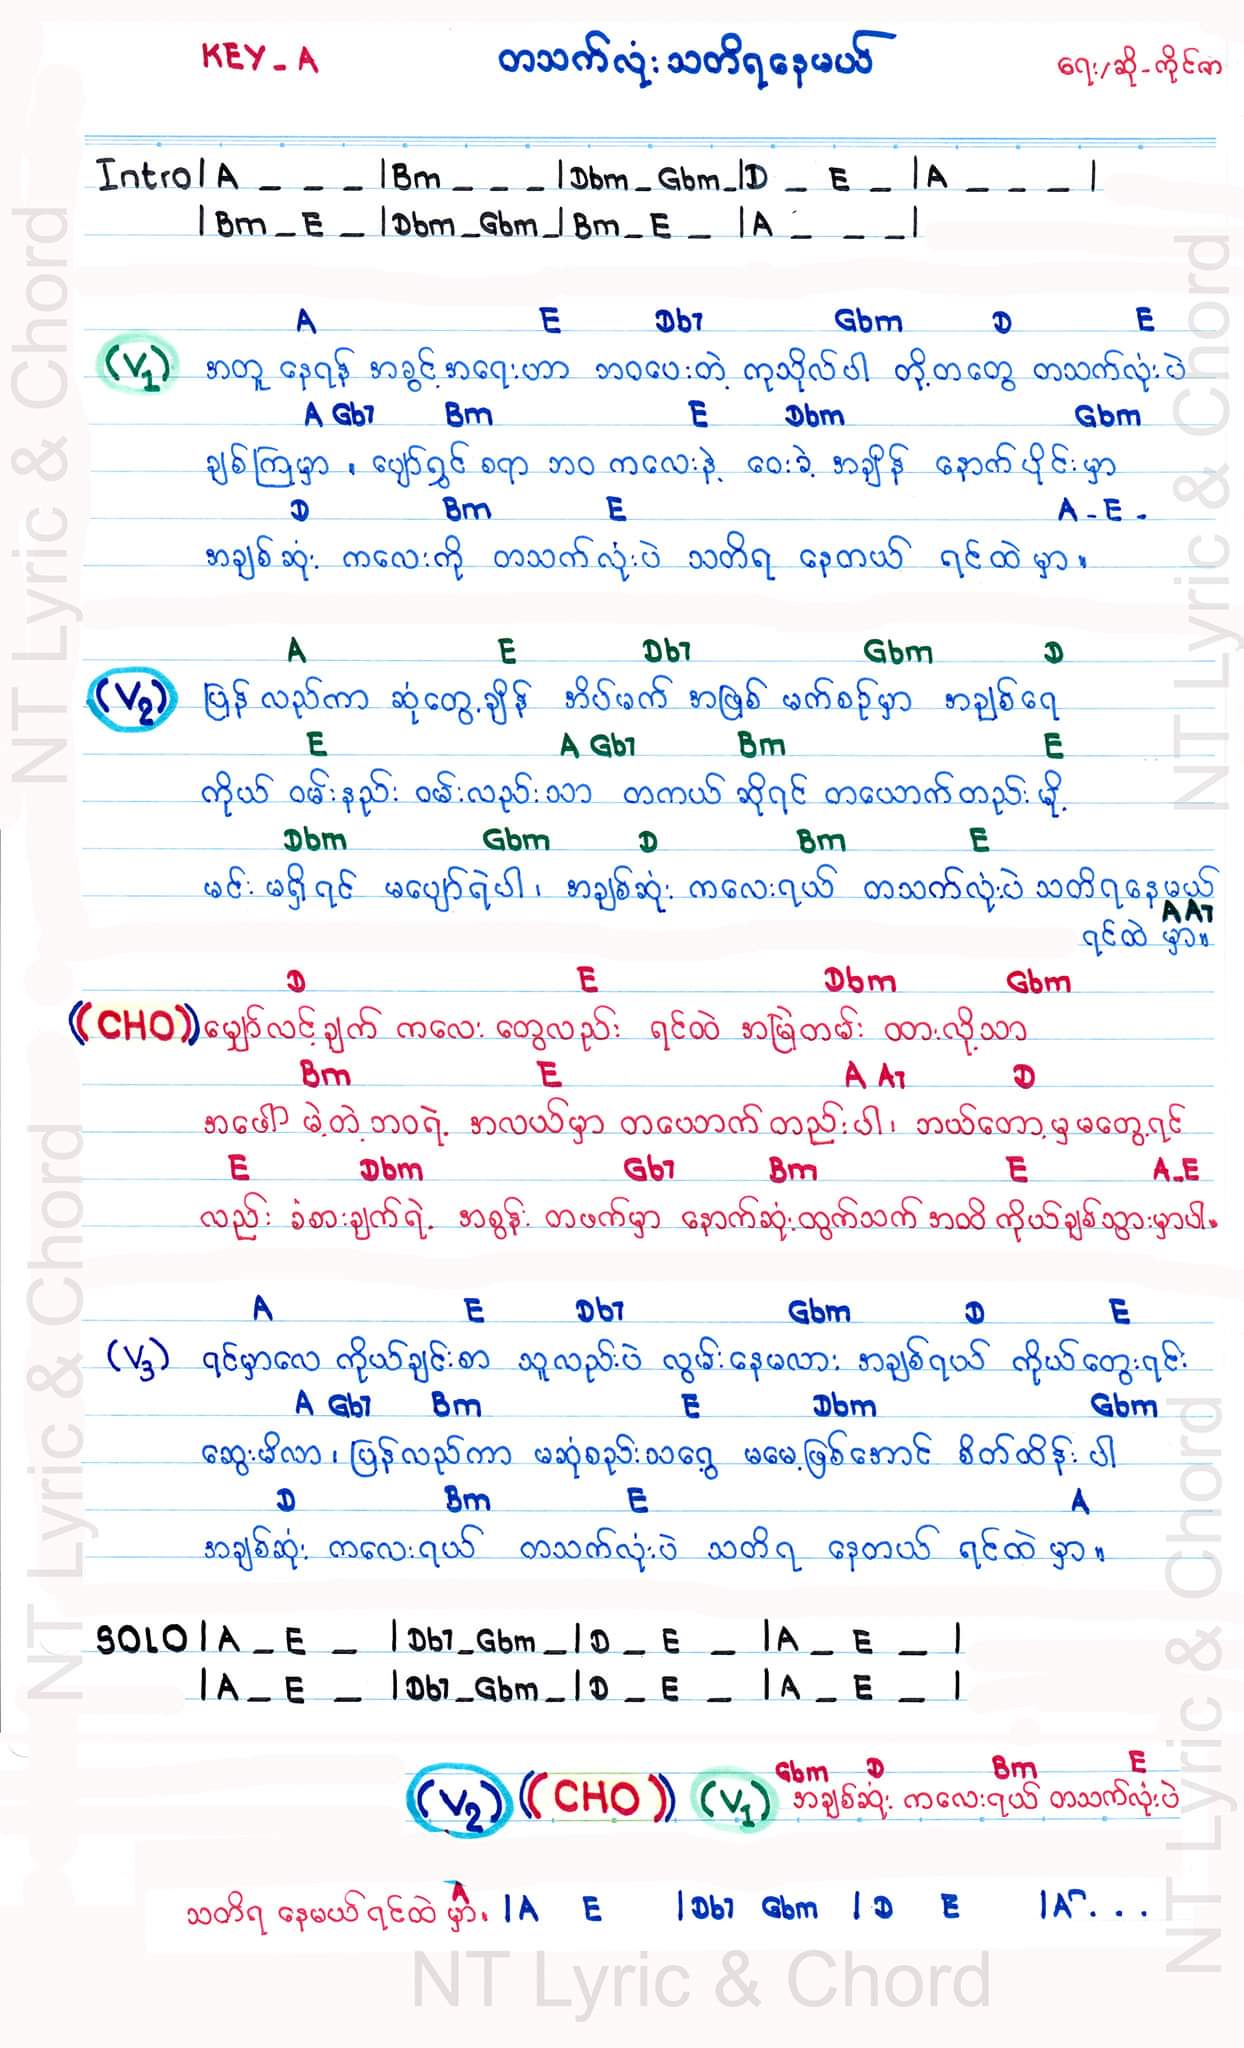 KEY - A တသက်လုံးသတိရနေမယ် ရေး/ဆို-ကိုင်ဇာ
Intro | A _ _ _ | Bm _ _ _ | Dbm _ Gbm _ | D _ E _ | A _ _ _ |
| Bm _ E _ | Dbm _ Gbm _ | Bm _ E _ | A _ _ _ |
A E Db7 Gbm D E
(V1) အတူ နေရန် အခွင့်အရေးဟာ ဘဝပေးတဲ့ ကုသိုလ်ပါ တို့တတွေ တသက်လုံးပဲ
A Gb7 Bm E Dbm Gbm
ချစ်ကြမှာ ၊ ပျော်ရွှင် စရာ ဘဝ ကလေးနဲ့ ဝေးခဲ့ အချိန် နောက်ပိုင်းမှာ
D Bm E A - E -
အချစ်ဆုံး ကလေးကို တသက်လုံးပဲ သတိရ နေတယ် ရင်ထဲမှာ။
A E Db7 Gbm D
(V2) ပြန်လည်ကာ ဆုံတွေ့ချိန် အိပ်မက် အဖြစ် မက်စဉ်မှာ အချစ်ရေ
E A Gb7 Bm E
ကိုယ် ဝမ်းနည်း ဝမ်းလည်းသာ တကယ် ဆိုရင် တယောက်တည်းမို့
Dbm Gbm D Bm E
မင်း မရှိရင် မပျော်ရဲပါ ၊ အချစ်ဆုံး ကလေးရယ် တသက်လုံးပဲ သတိရနေမယ်
A A7
ရင်ထဲ မှာ။
D E Dbm Gbm
((CHO)) မျှော်လင့်ချက် ကလေး တွေလည်း ရင်ထဲ အမြဲတမ်း ထားလို့သာ
Bm E A A7 D
အဖေါ် မဲ့တဲ့ဘဝရဲ့ အလယ်မှာ တယောက်တည်းပါ ၊ ဘယ်တော့မှ မတွေ့ရင်
E Dbm Gb7 Bm E A-E
လည်း ခံစားချက်ရဲ့ အစွန်း တဖက်မှာ နောက်ဆုံးထွက်သက် အထိ ကိုယ်ချစ်သွားမှာပါ။
A E Db7 Gbm D E
(V3) ရင်မှာလေ ကိုယ်ချင်းစာ သူလည်းပဲ လွမ်းနေမလား အချစ်ရယ် ကိုယ်တွေးရင်း
A Gb7 Bm E Dbm Gbm
ဆွေးမိလာ ၊ ပြန်လည်ကာ မဆုံစည်းသရွေ့ မမေ့ဖြစ်အောင် စိတ်ထိန်းပါ
D Bm E A
အချစ်ဆုံး ကလေးရယ် တသက်လုံးပဲ သတိရ နေတယ် ရင်ထဲမှာ။
SOLO | A _ E _ | Db7 _ Gbm _ | D _ E _ | A _ E _ |
| A _ E _ | Db7 _ Gbm _ | D _ E _ | A _ E _ |
Gbm D Bm E
(V2) ((CHO)) (V1) အချစ်ဆုံး ကလေးရယ် တသက်လုံးပဲ
A
သတိရ နေမယ် ရင်ထဲ မှာ. | A E | Db7 Gbm | D E | A . . .
NT Lyric & Chord
NT Lyric & Chord
NT Lyric & Chord
NT Lyric & Chord
NT Lyric & Chord